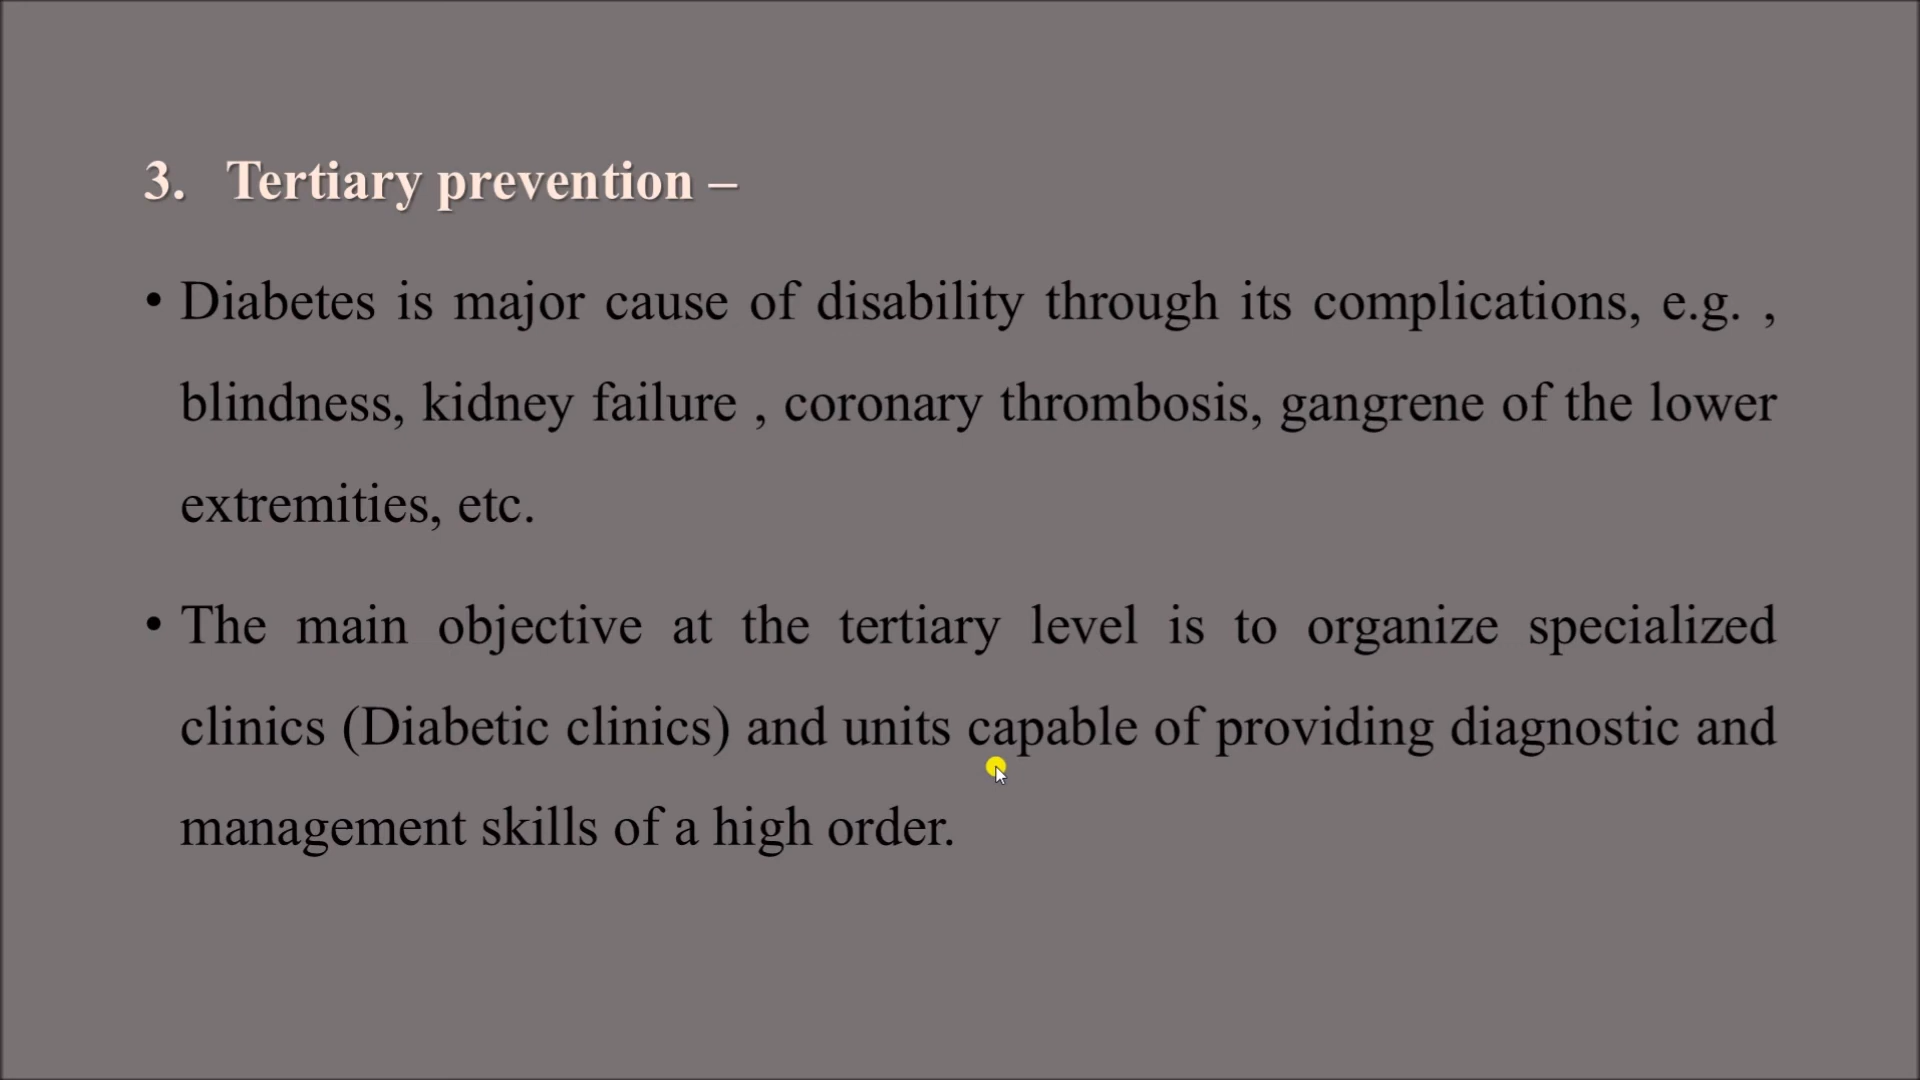 3. Tertiary prevention –
• Diabetes is major cause of disability through its complications, e.g. ,
blindness, kidney failure , coronary thrombosis, gangrene of the lower
extremities, etc.
• The main objective at the tertiary level is to organize specialized
clinics (Diabetic clinics) and units capable of providing diagnostic and
management skills of a high order.